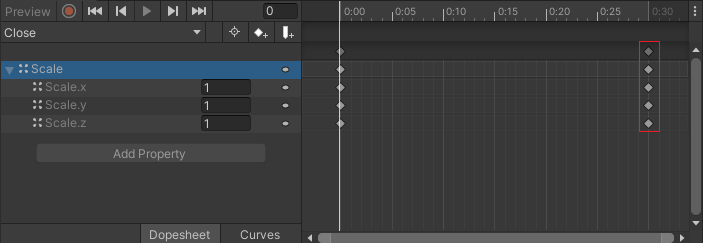 Preview 0 0:00 0:05 0:10 0:15 0:20 0:25 0:30
Close
Scale
Scale.x 1
Scale.y 1
Scale.z 1
Add Property
Dopesheet Curves